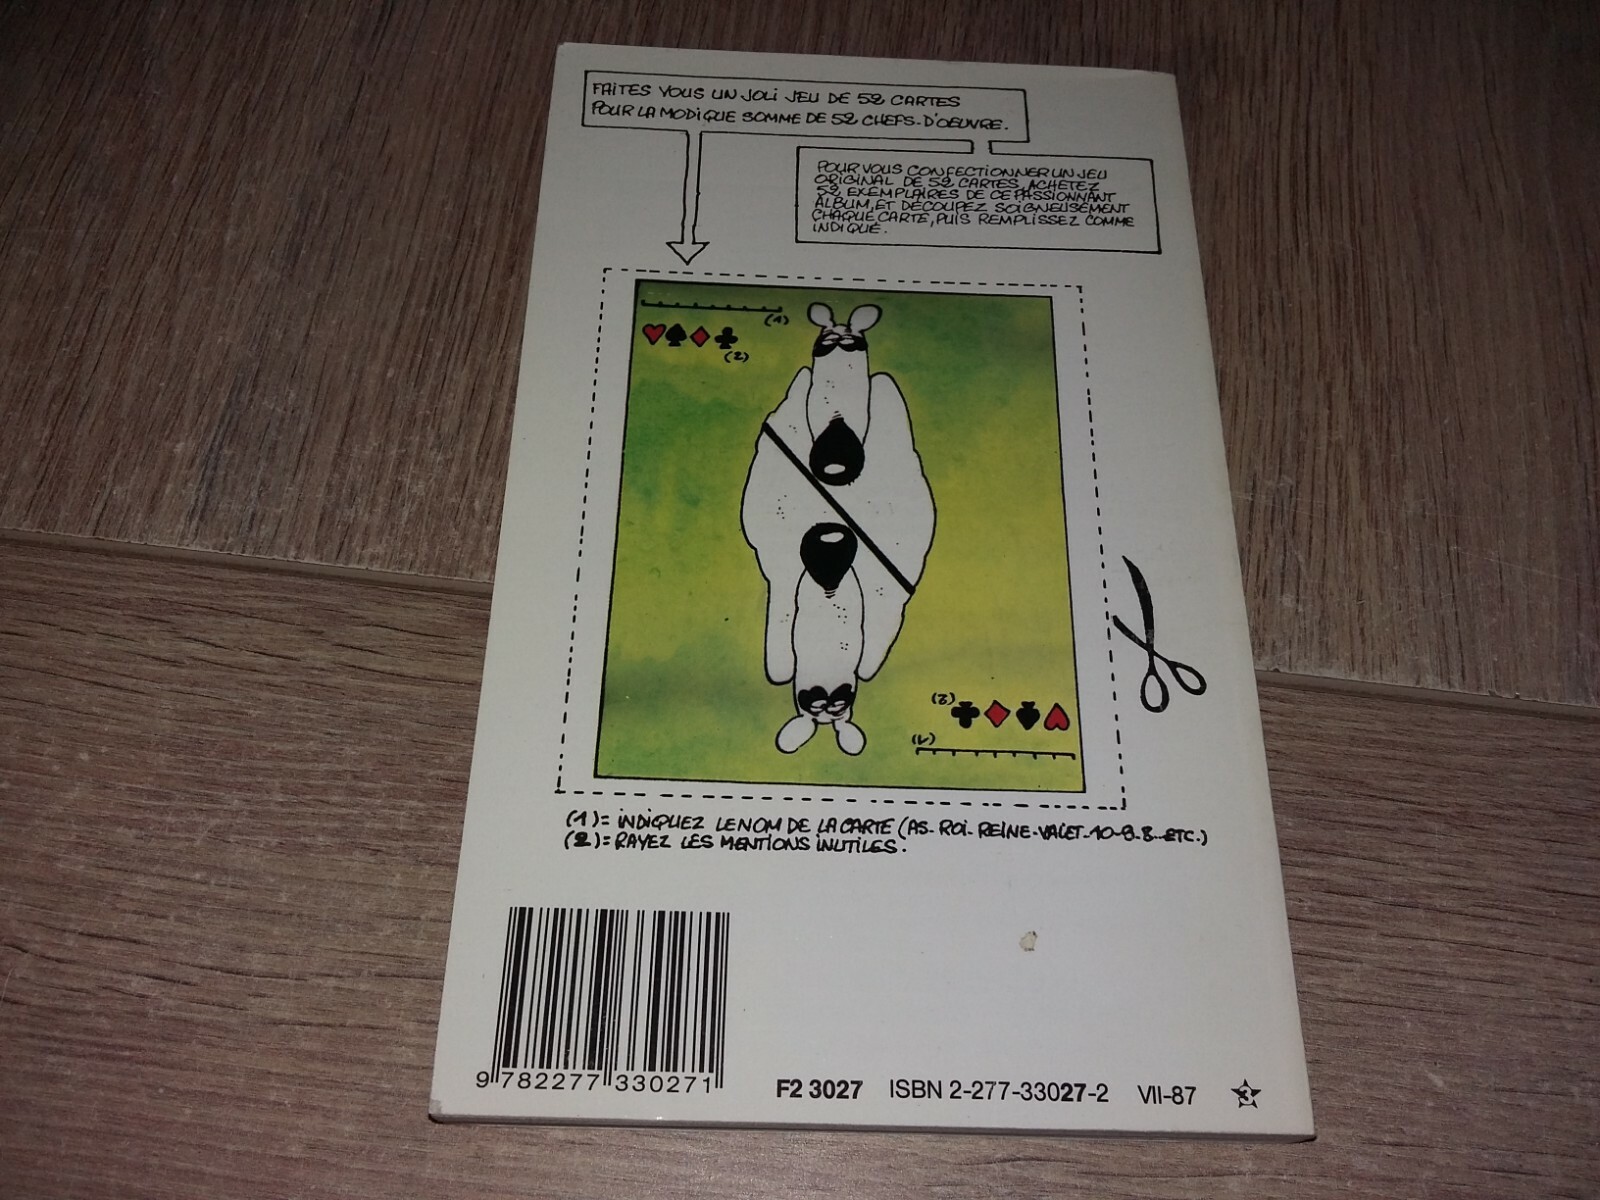 FAITES VOUS UN JOLI JEU DE 52 CARTES
POUR LA MODIQUE SOMME DE 52 CHEFS-D'OEUVRE.
POUR VOUS CONFECTIONNER UN JEU
ORIGINAL DE 52 CARTES, ACHETEZ
52 EXEMPLAIRES DE CE PASSIONNANT
ALBUM, ET DÉCOUPEZ SOIGNEUSEMENT
CHAQUE CARTE, PUIS REMPLISSEZ COMME
INDIQUÉ.
(1)
(2)
(2)
(1)
(1)= INDIQUEZ LE NOM DE LA CARTE (AS-ROI-REINE-VALET-10-9-8...ETC.)
(2)= RAYEZ LES MENTIONS INUTILES.
9 782277 330271
F2 3027 ISBN 2-277-33027-2 VII-87 3